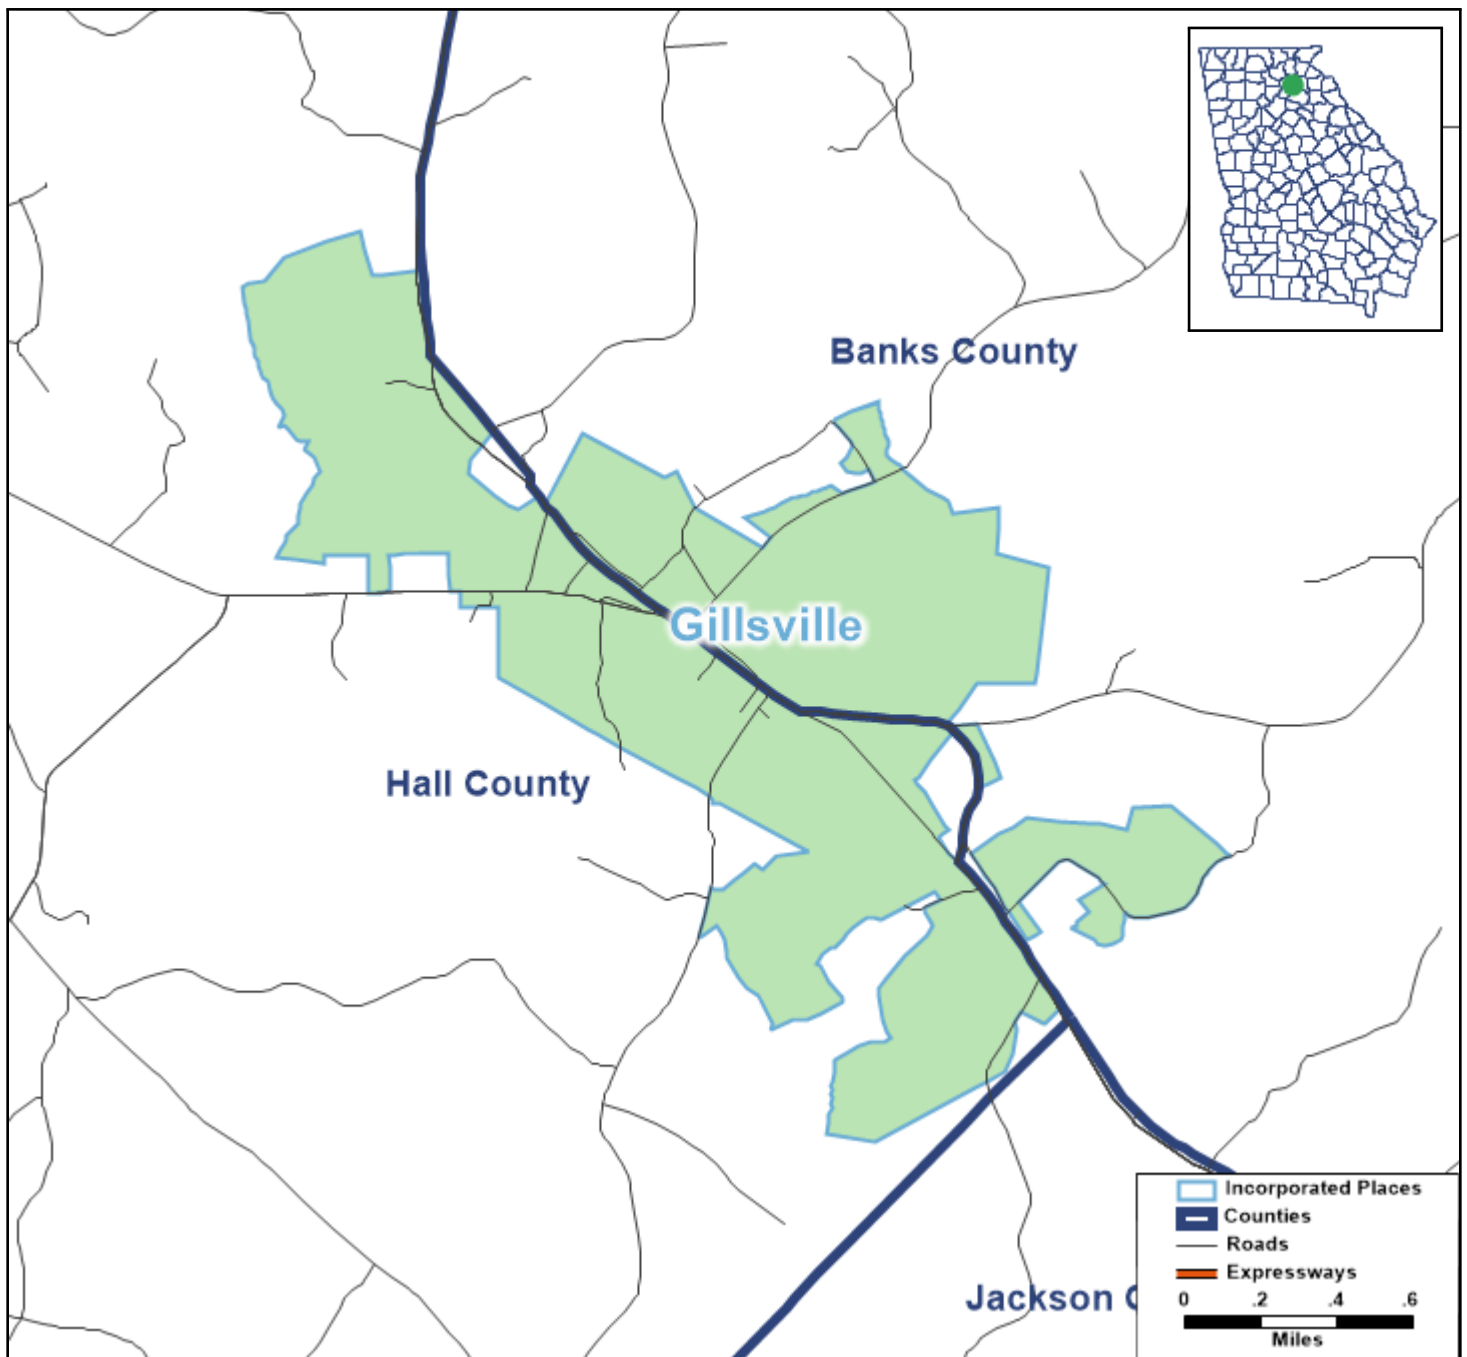 Banks County
Gillsville
Hall County
Jackson C
Incorporated Places
Counties
Roads
Expressways
0 .2 .4 .6
Miles